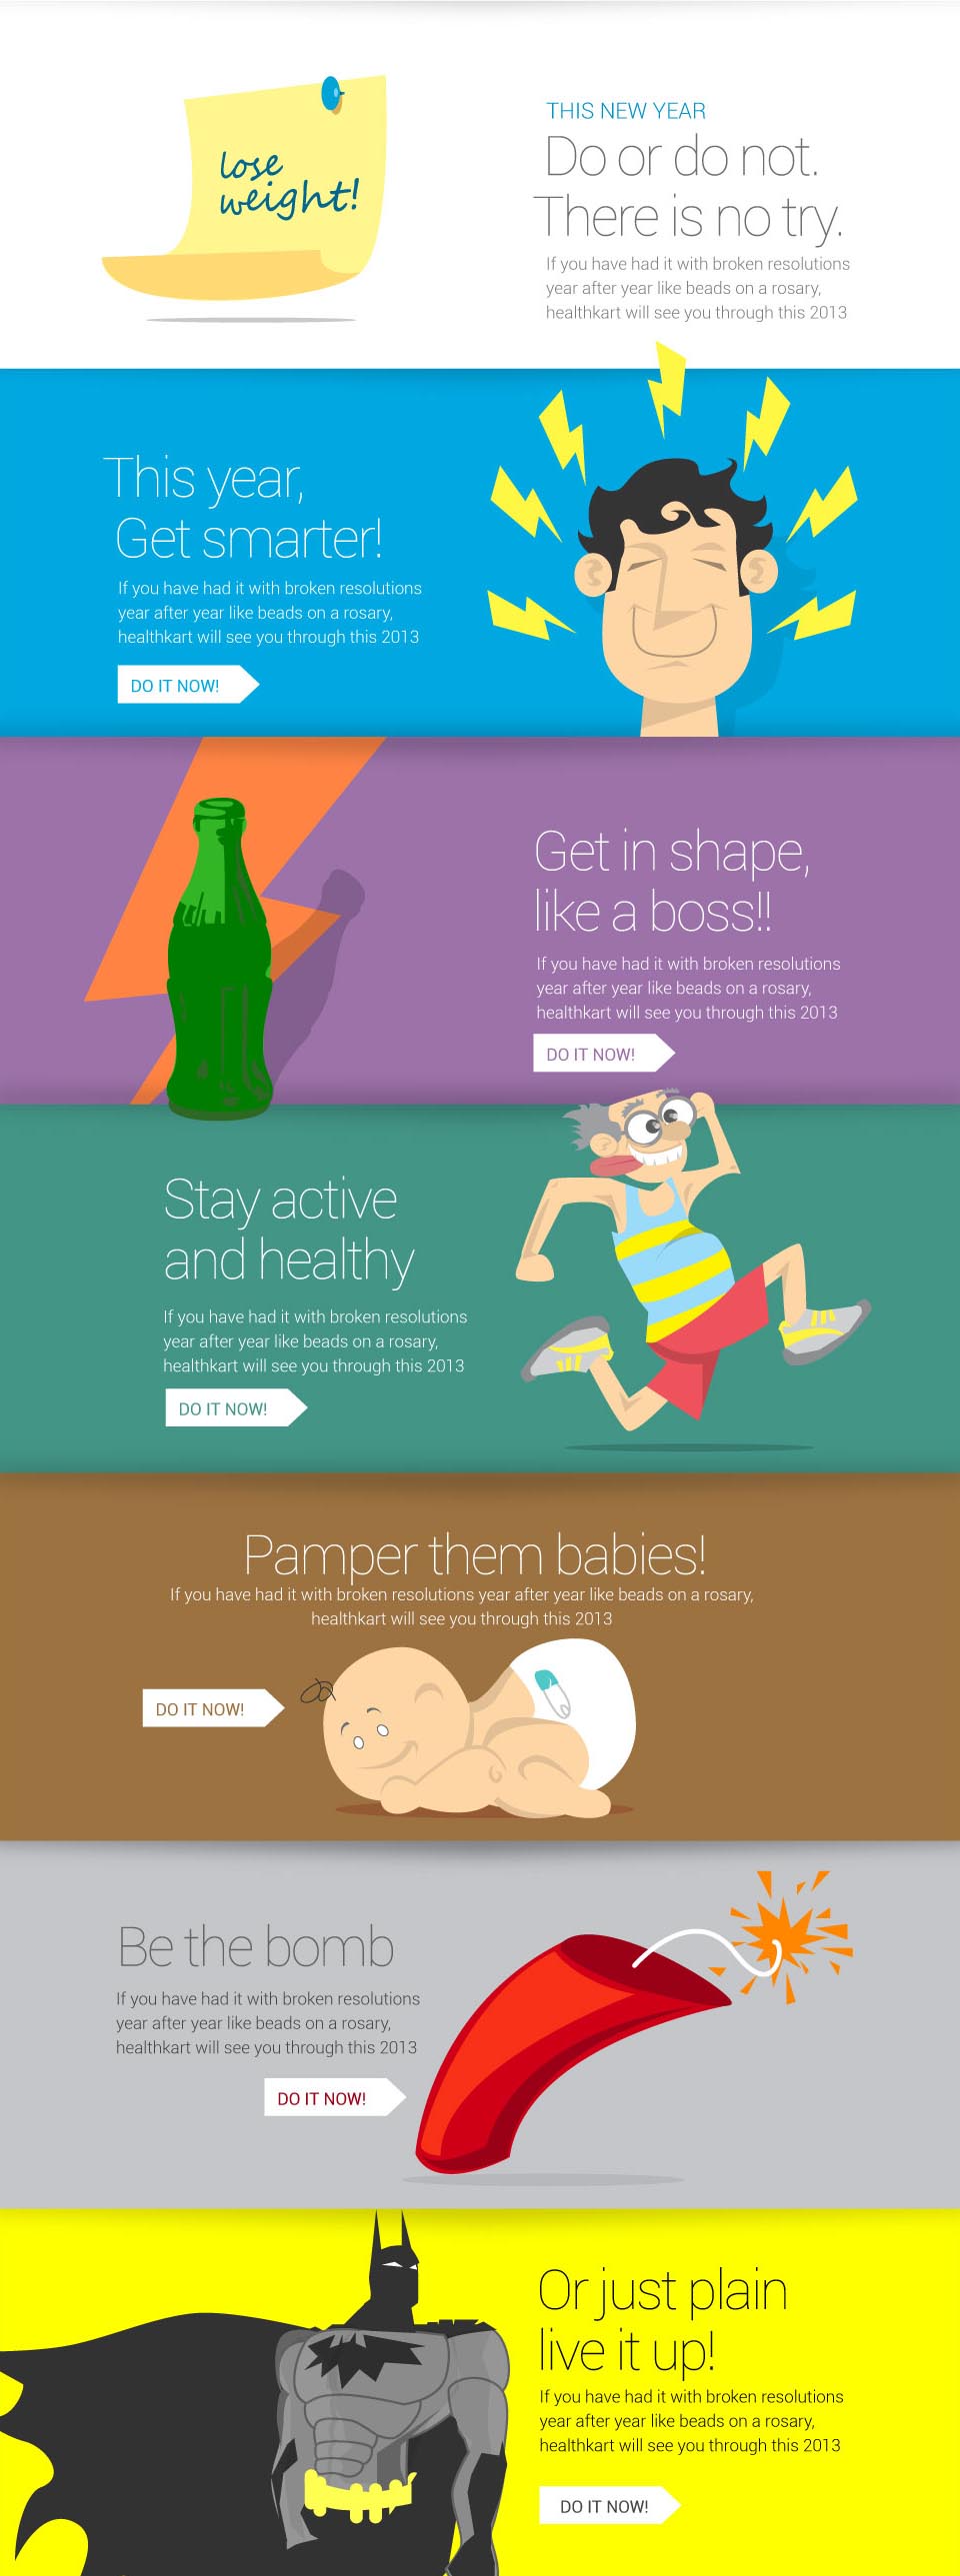 lose
weight!
THIS NEW YEAR
Do or do not.
There is no try.
If you have had it with broken resolutions
year after year like beads on a rosary,
healthkart will see you through this 2013
This year,
Get smarter!
If you have had it with broken resolutions
year after year like beads on a rosary,
healthkart will see you through this 2013
DO IT NOW!
Get in shape,
like a boss!!
If you have had it with broken resolutions
year after year like beads on a rosary,
healthkart will see you through this 2013
DO IT NOW!
Stay active
and healthy
If you have had it with broken resolutions
year after year like beads on a rosary,
healthkart will see you through this 2013
DO IT NOW!
Pamper them babies!
If you have had it with broken resolutions year after year like beads on a rosary,
healthkart will see you through this 2013
DO IT NOW!
Be the bomb
If you have had it with broken resolutions
year after year like beads on a rosary,
healthkart will see you through this 2013
DO IT NOW!
Or just plain
live it up!
If you have had it with broken resolutions
year after year like beads on a rosary,
healthkart will see you through this 2013
DO IT NOW!